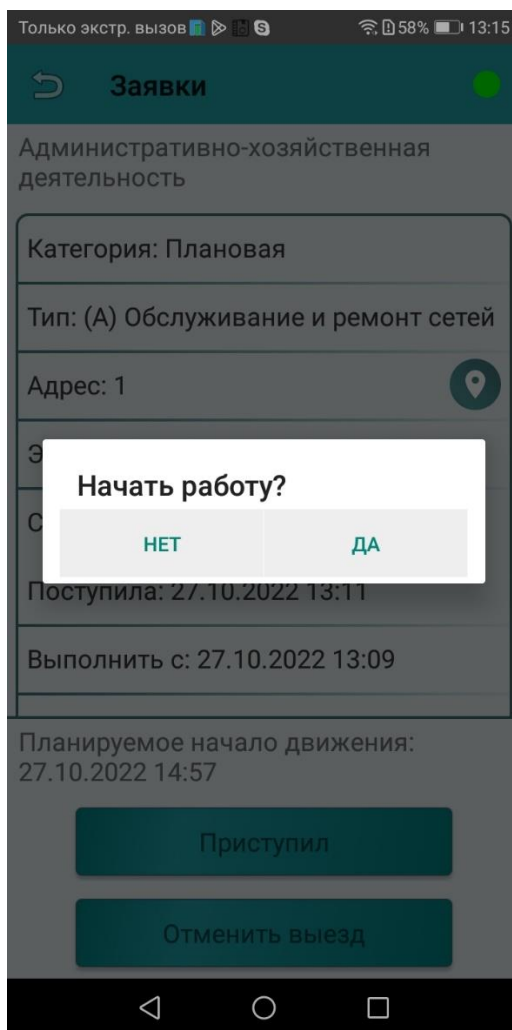 Только экстр. вызов 58% 13:15
Заявки
Административно-хозяйственная
деятельность
Категория: Плановая
Тип: (А) Обслуживание и ремонт сетей
Адрес: 1
Э
Начать работу?
С
НЕТ ДА
Поступила: 27.10.2022 13:11
Выполнить с: 27.10.2022 13:09
Планируемое начало движения:
27.10.2022 14:57
Приступил
Отменить выезд